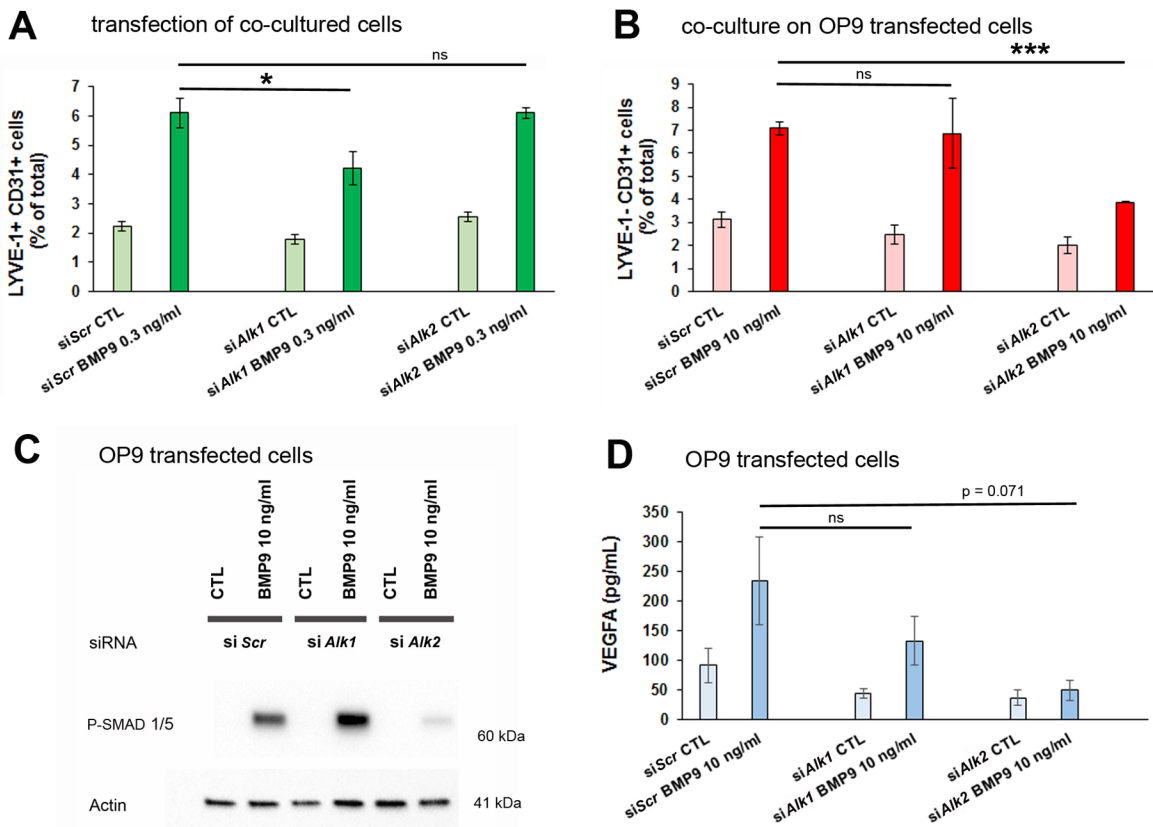 A
transfection of co-cultured cells
ns
*
LYVE-1+ CD31+ cells
(% of total)
7
6
5
4
3
2
1
0
siScr CTL
siScr BMP9 0.3 ng/ml
siAlk1 CTL
siAlk1 BMP9 0.3 ng/ml
siAlk2 CTL
siAlk2 BMP9 0.3 ng/ml
B
co-culture on OP9 transfected cells
***
ns
LYVE-1- CD31+ cells
(% of total)
9
8
7
6
5
4
3
2
1
0
siScr CTL
siScr BMP9 10 ng/ml
siAlk1 CTL
siAlk1 BMP9 10 ng/ml
siAlk2 CTL
siAlk2 BMP9 10 ng/ml
C
OP9 transfected cells
CTL
BMP9 10 ng/ml
CTL
BMP9 10 ng/ml
CTL
BMP9 10 ng/ml
siRNA
si Scr
si Alk1
si Alk2
P-SMAD 1/5
60 kDa
Actin
41 kDa
D
OP9 transfected cells
p = 0.071
ns
VEGFA (pg/mL)
350
300
250
200
150
100
50
0
siScr CTL
siScr BMP9 10 ng/ml
siAlk1 CTL
siAlk1 BMP9 10 ng/ml
siAlk2 CTL
siAlk2 BMP9 10 ng/ml